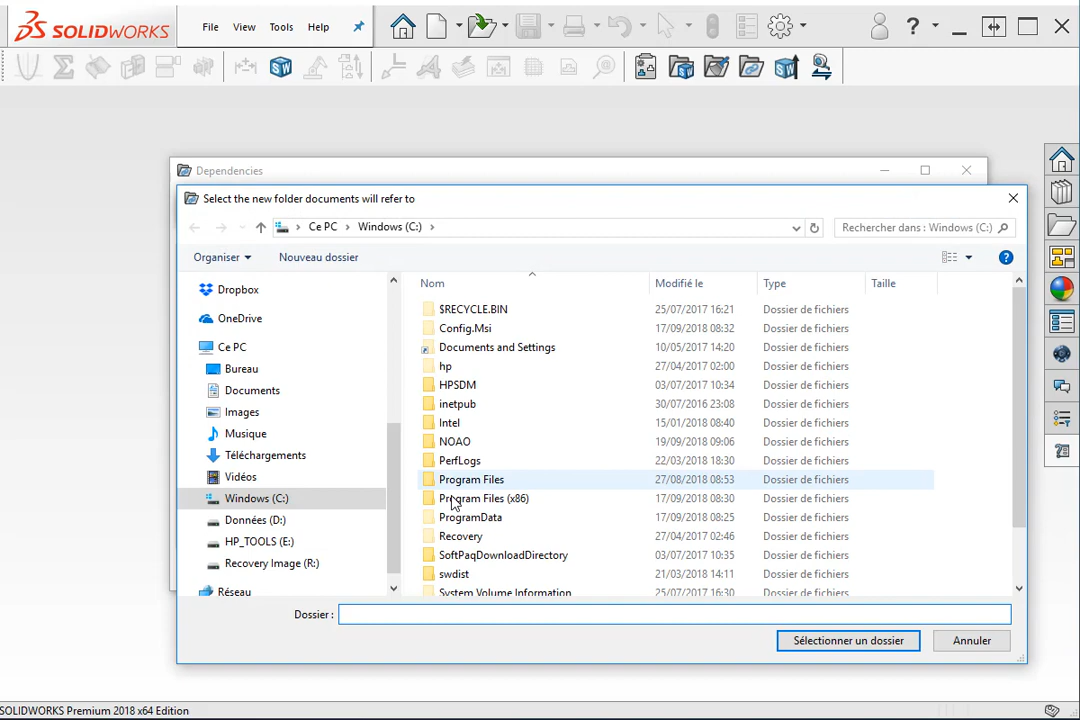 SOLIDWORKS File View Tools Help
Dependencies
Select the new folder documents will refer to
Ce PC Windows (C:) Rechercher dans : Windows (C:)
Organiser Nouveau dossier
Nom Modifié le Type Taille
Dropbox
OneDrive
Ce PC
Bureau
Documents
Images
Musique
Téléchargements
Vidéos
Windows (C:)
Données (D:)
HP_TOOLS (E:)
Recovery Image (R:)
Réseau
$RECYCLE.BIN 25/07/2017 16:21 Dossier de fichiers
Config.Msi 17/09/2018 08:32 Dossier de fichiers
Documents and Settings 10/05/2017 14:20 Dossier de fichiers
hp 27/04/2017 02:00 Dossier de fichiers
HPSDM 03/07/2017 10:34 Dossier de fichiers
inetpub 30/07/2016 23:08 Dossier de fichiers
Intel 15/01/2018 08:40 Dossier de fichiers
NOAO 19/09/2018 09:06 Dossier de fichiers
PerfLogs 22/03/2018 18:30 Dossier de fichiers
Program Files 27/08/2018 08:53 Dossier de fichiers
Program Files (x86) 17/09/2018 08:30 Dossier de fichiers
ProgramData 17/09/2018 08:25 Dossier de fichiers
Recovery 27/04/2017 02:46 Dossier de fichiers
SoftPaqDownloadDirectory 03/07/2017 10:35 Dossier de fichiers
swdist 21/03/2018 14:11 Dossier de fichiers
System Volume Information 25/07/2017 16:30 Dossier de fichiers
Dossier :
Sélectionner un dossier Annuler
SOLIDWORKS Premium 2018 x64 Edition